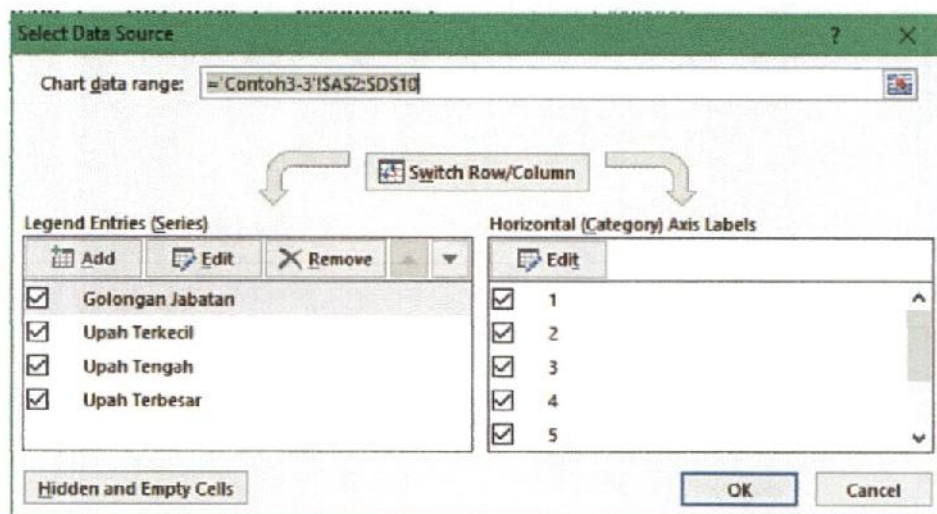 Select Data Source
?
Chart data range: ='Contoh3-3'!$A$2:$D$10
Switch Row/Column
Legend Entries (Series)
Add Edit Remove
Golongan Jabatan
Upah Terkecil
Upah Tengah
Upah Terbesar
Horizontal (Category) Axis Labels
Edit
1
2
3
4
5
Hidden and Empty Cells
OK Cancel